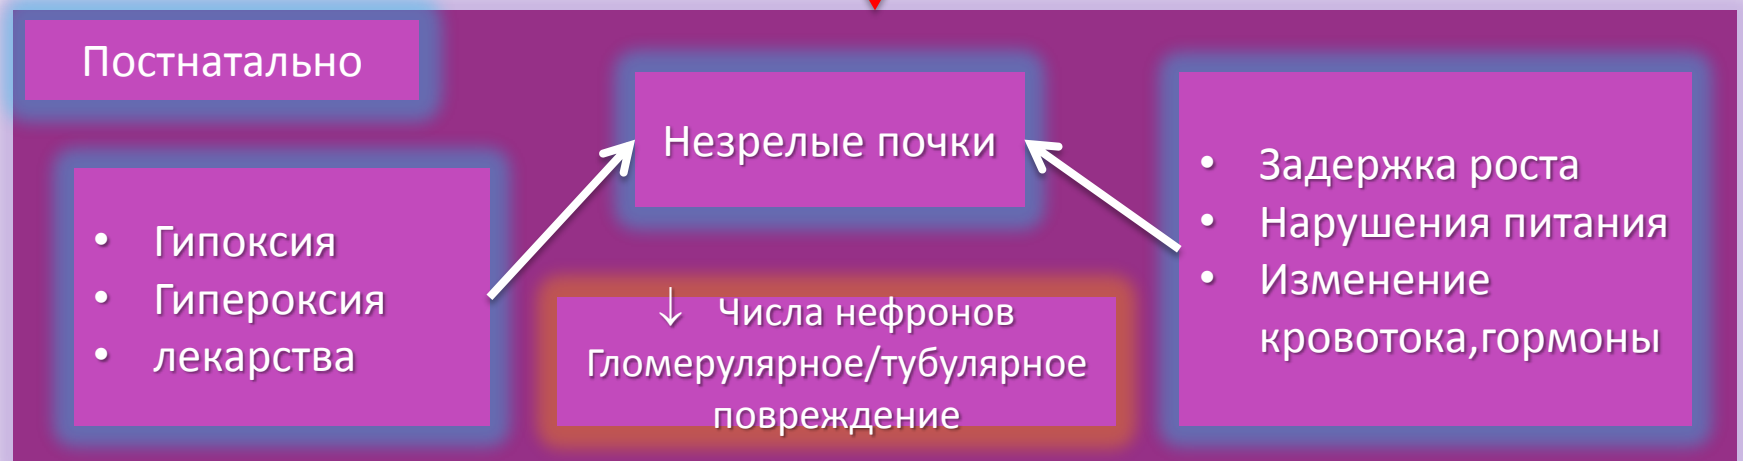 Постнатально
Незрелые почки
• Гипоксия
• Гипероксия
• лекарства
↓ Числа нефронов
Гломерулярное/тубулярное
повреждение
• Задержка роста
• Нарушения питания
• Изменение
кровотока,гормоны